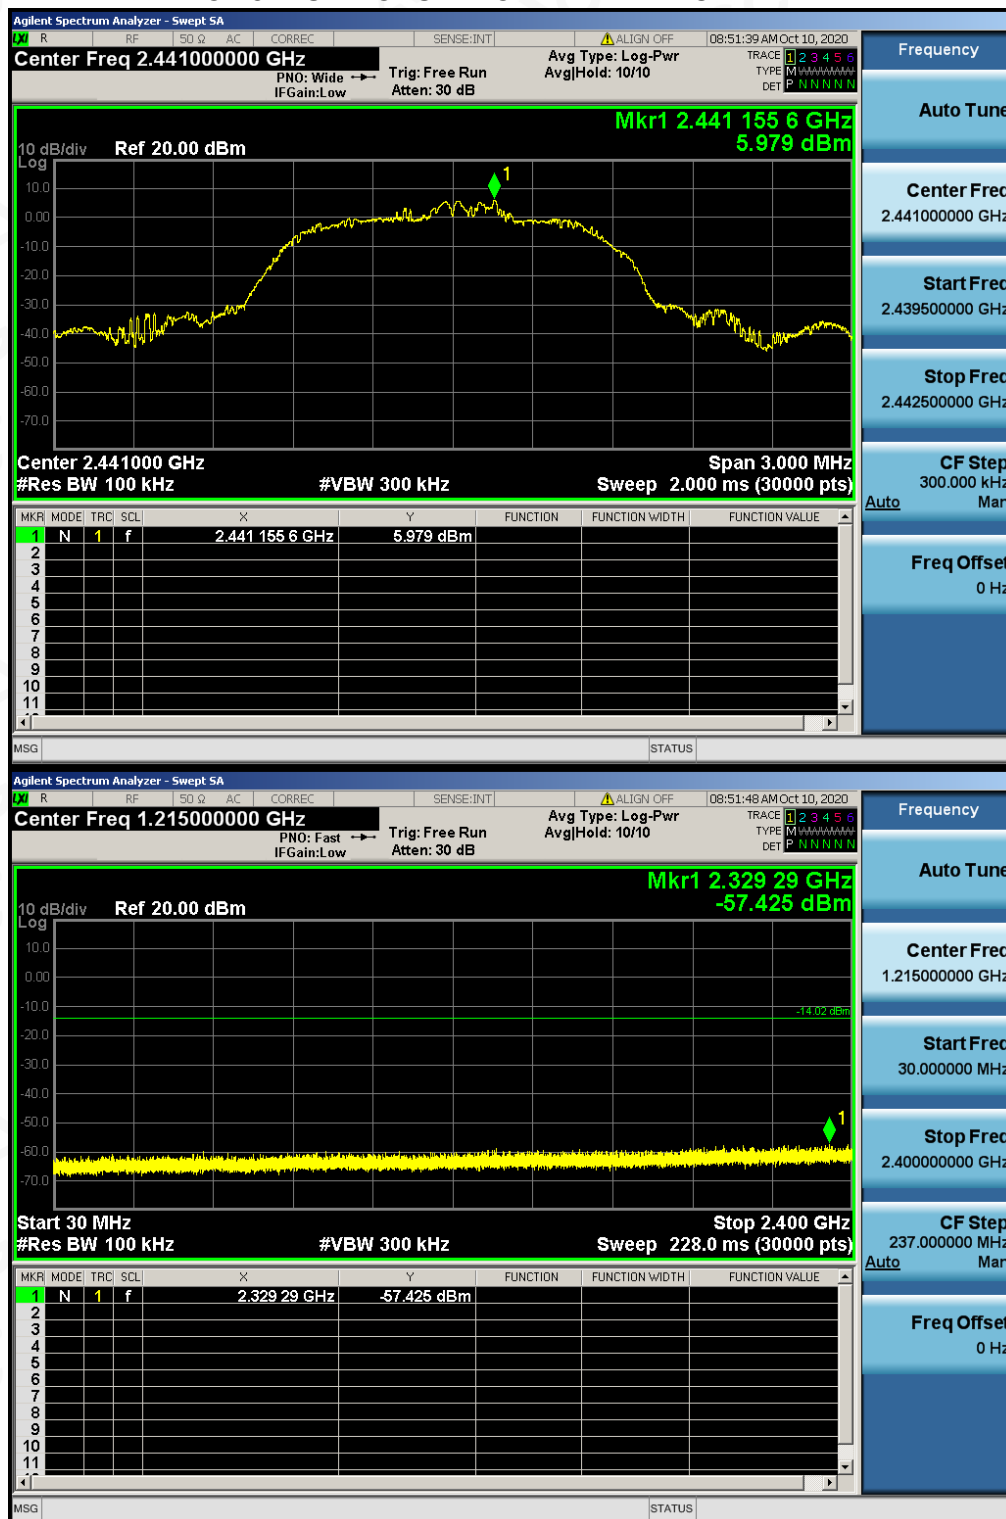 Agilent Spectrum Analyzer - Swept SA
LXI R RF 50 Ω AC CORREC SENSE:INT ALIGN OFF 08:51:39 AM Oct 10, 2020
Center Freq 2.441000000 GHz
PNO: Wide
IFGain:Low
Trig: Free Run
Atten: 30 dB
Avg Type: Log-Pwr
Avg|Hold: 10/10
TRACE 1 2 3 4 5 6
TYPE M W W W W W
DET P N N N N N
Mkr1 2.441 155 6 GHz
5.979 dBm
10 dB/div Ref 20.00 dBm
Log
10.0
0.00
-10.0
-20.0
-30.0
-40.0
-50.0
-60.0
-70.0
1
Center 2.441000 GHz Span 3.000 MHz
#Res BW 100 kHz #VBW 300 kHz Sweep 2.000 ms (30000 pts)
MKR MODE TRC SCL X Y FUNCTION FUNCTION WIDTH FUNCTION VALUE
1 N 1 f 2.441 155 6 GHz 5.979 dBm
2
3
4
5
6
7
8
9
10
11
MSG STATUS
Frequency
Auto Tune
Center Freq
2.441000000 GHz
Start Freq
2.439500000 GHz
Stop Freq
2.442500000 GHz
CF Step
300.000 kHz
Auto Man
Freq Offset
0 Hz
Agilent Spectrum Analyzer - Swept SA
LXI R RF 50 Ω AC CORREC SENSE:INT ALIGN OFF 08:51:48 AM Oct 10, 2020
Center Freq 1.215000000 GHz
PNO: Fast
IFGain:Low
Trig: Free Run
Atten: 30 dB
Avg Type: Log-Pwr
Avg|Hold: 10/10
TRACE 1 2 3 4 5 6
TYPE M W W W W W
DET P N N N N N
Mkr1 2.329 29 GHz
-57.425 dBm
10 dB/div Ref 20.00 dBm
Log
10.0
0.00
-10.0
-20.0
-30.0
-40.0
-50.0
-60.0
-70.0
-14.02 dBm
1
Start 30 MHz Stop 2.400 GHz
#Res BW 100 kHz #VBW 300 kHz Sweep 228.0 ms (30000 pts)
MKR MODE TRC SCL X Y FUNCTION FUNCTION WIDTH FUNCTION VALUE
1 N 1 f 2.329 29 GHz -57.425 dBm
2
3
4
5
6
7
8
9
10
11
MSG STATUS
Frequency
Auto Tune
Center Freq
1.215000000 GHz
Start Freq
30.000000 MHz
Stop Freq
2.400000000 GHz
CF Step
237.000000 MHz
Auto Man
Freq Offset
0 Hz